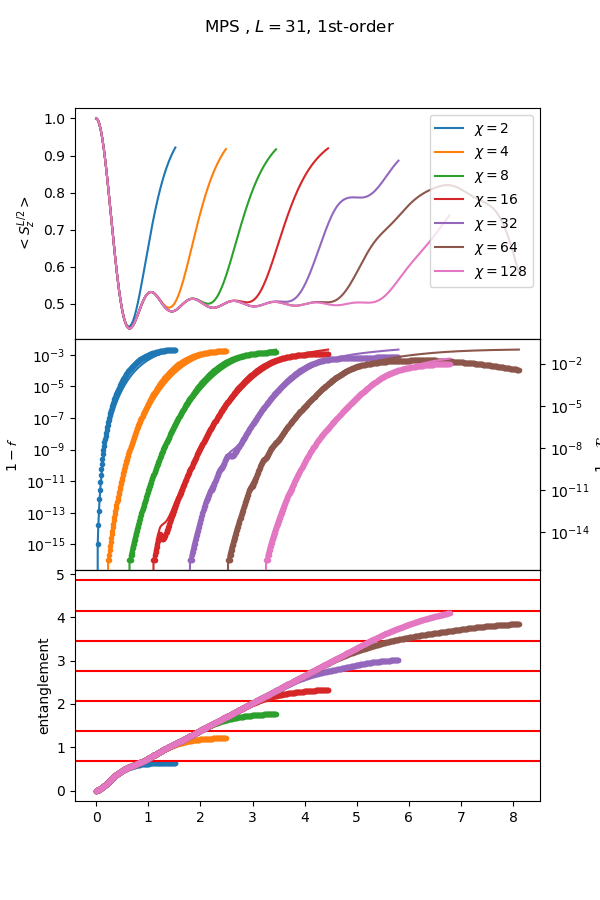 MPS , L = 31, 1st-order
< S_z^{L/2} >
1.0
0.9
0.8
0.7
0.6
0.5
χ = 2
χ = 4
χ = 8
χ = 16
χ = 32
χ = 64
χ = 128
1 − f
10^{-3}
10^{-5}
10^{-7}
10^{-9}
10^{-11}
10^{-13}
10^{-15}
10^{-2}
10^{-5}
10^{-8}
10^{-11}
10^{-14}
entanglement
5
4
3
2
1
0
0 1 2 3 4 5 6 7 8